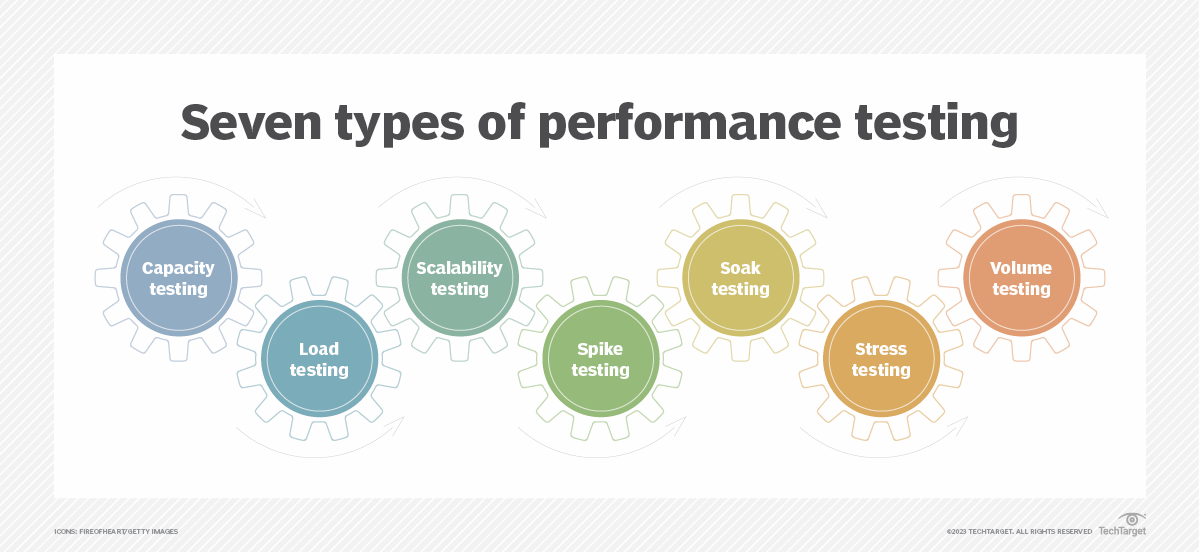 Seven types of performance testing
Capacity
testing
Load
testing
Scalability
testing
Spike
testing
Soak
testing
Stress
testing
Volume
testing
ICONS: FIREOFHEART/GETTY IMAGES
©2023 TECHTARGET. ALL RIGHTS RESERVED
TechTarget